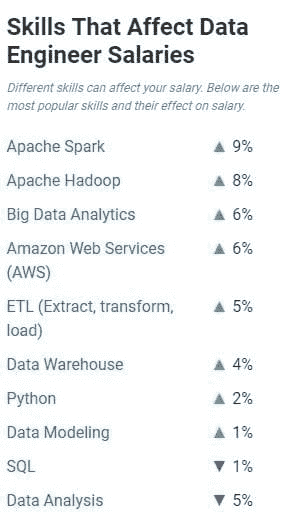 Skills That Affect Data
Engineer Salaries
Different skills can affect your salary. Below are the
most popular skills and their effect on salary.
Apache Spark ▲ 9%
Apache Hadoop ▲ 8%
Big Data Analytics ▲ 6%
Amazon Web Services ▲ 6%
(AWS)
ETL (Extract, transform, ▲ 5%
load)
Data Warehouse ▲ 4%
Python ▲ 2%
Data Modeling ▲ 1%
SQL ▼ 1%
Data Analysis ▼ 5%